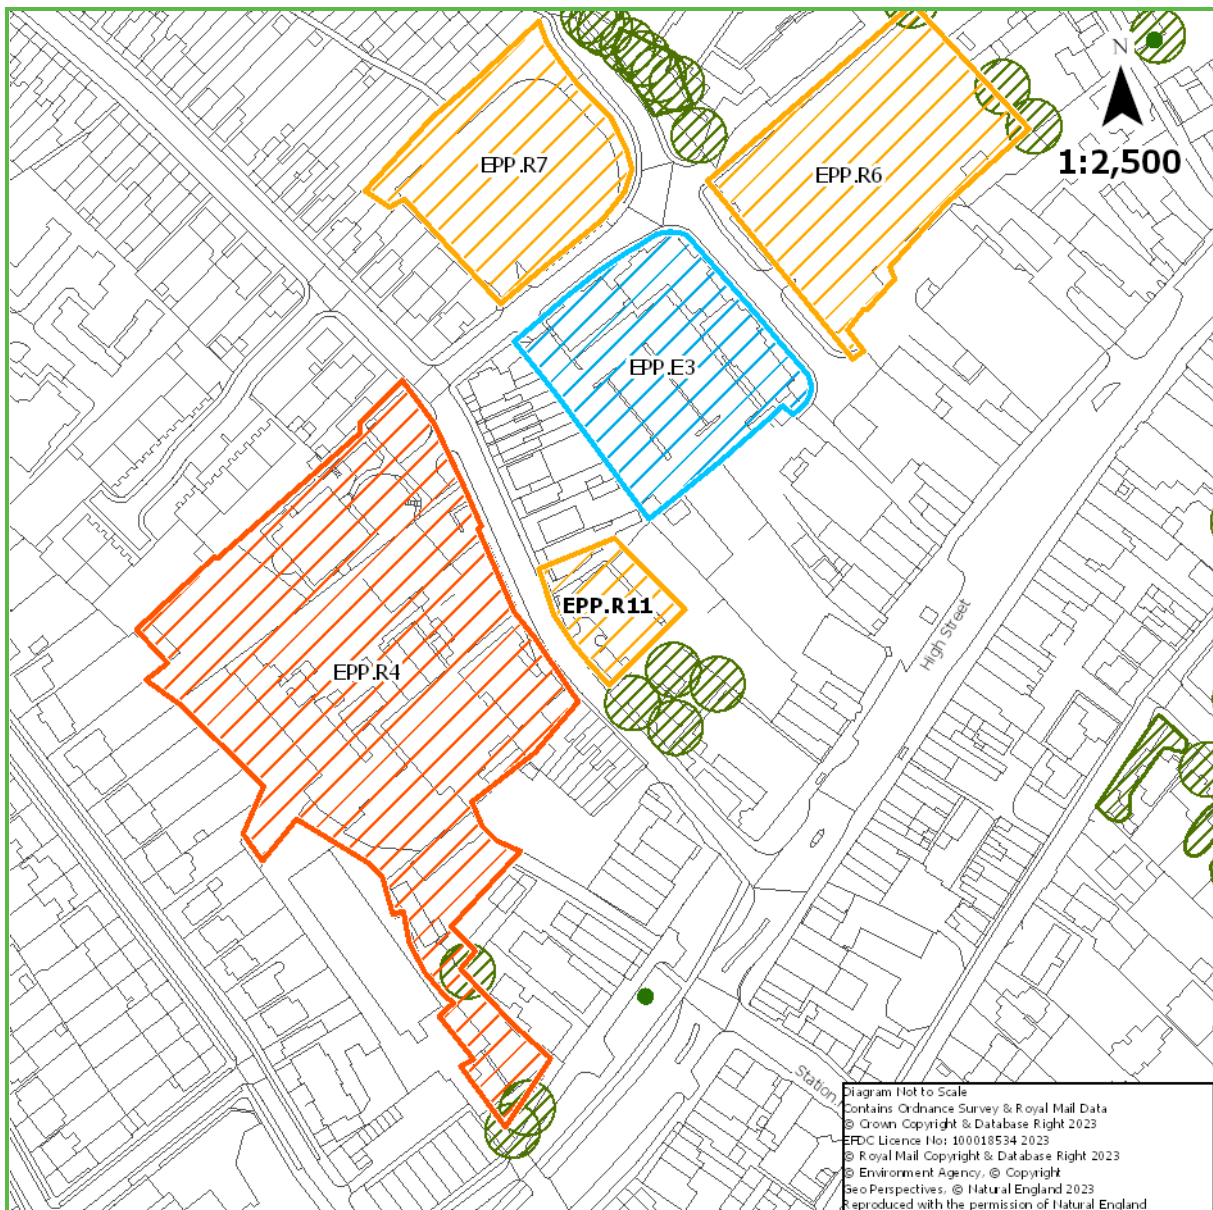 N
1:2,500
EPP.R7
EPP.R6
EPP.E3
EPP.R11
High Street
EPP.R4
Station
Diagram Not to Scale
Contains Ordnance Survey & Royal Mail Data
© Crown Copyright & Database Right 2023
EFDC Licence No: 100018534 2023
© Royal Mail Copyright & Database Right 2023
© Environment Agency, © Copyright
Geo Perspectives, © Natural England 2023
Reproduced with the permission of Natural England